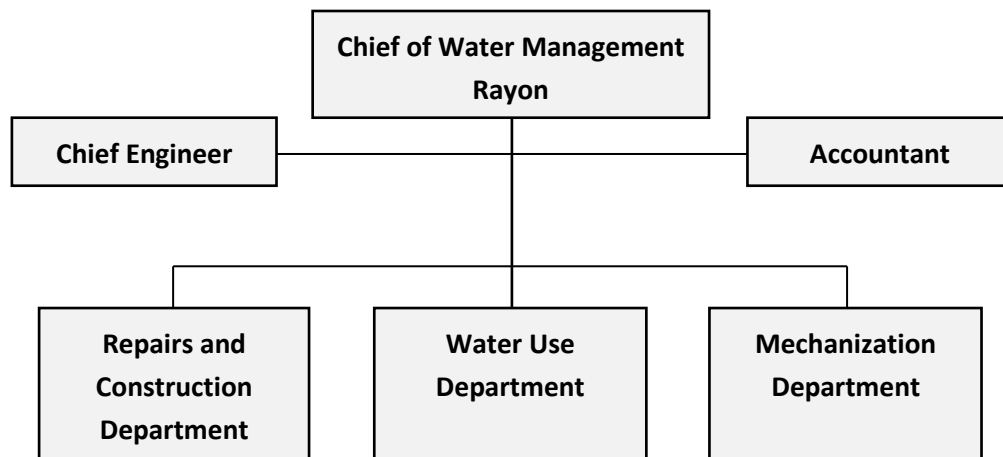 Chief of Water Management
Rayon
Chief Engineer
Accountant
Repairs and
Construction
Department
Water Use
Department
Mechanization
Department